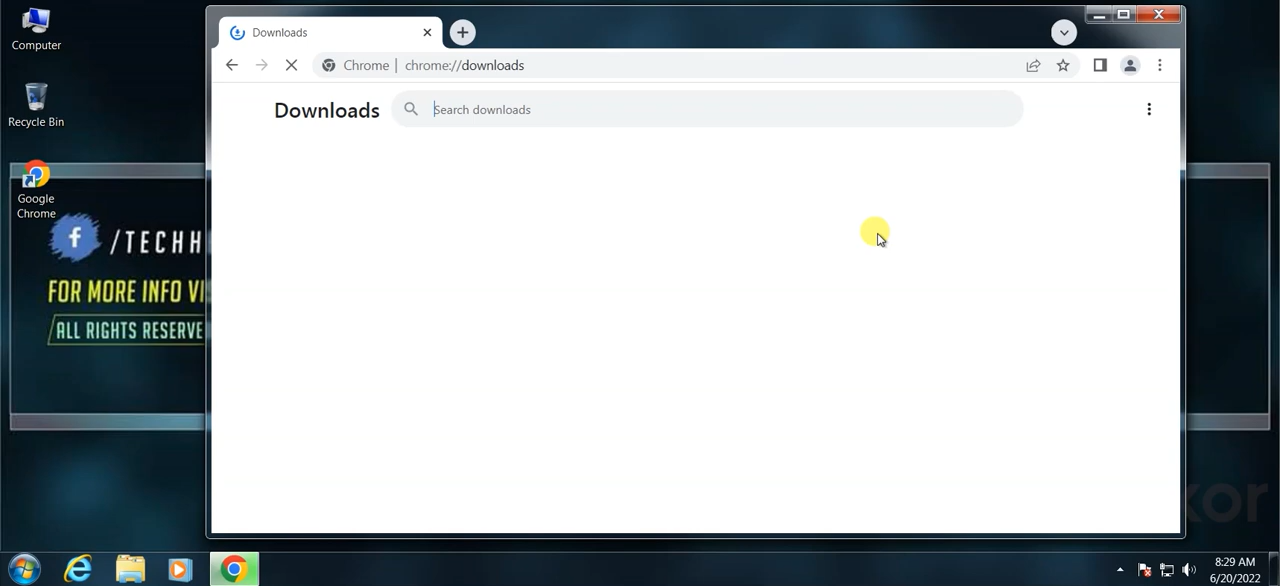 Computer
Recycle Bin
Google
Chrome
/TECHH
FOR MORE INFO VI
ALL RIGHTS RESERVE
Downloads
Chrome | chrome://downloads
Downloads
Search downloads
kor
8:29 AM
6/20/2022